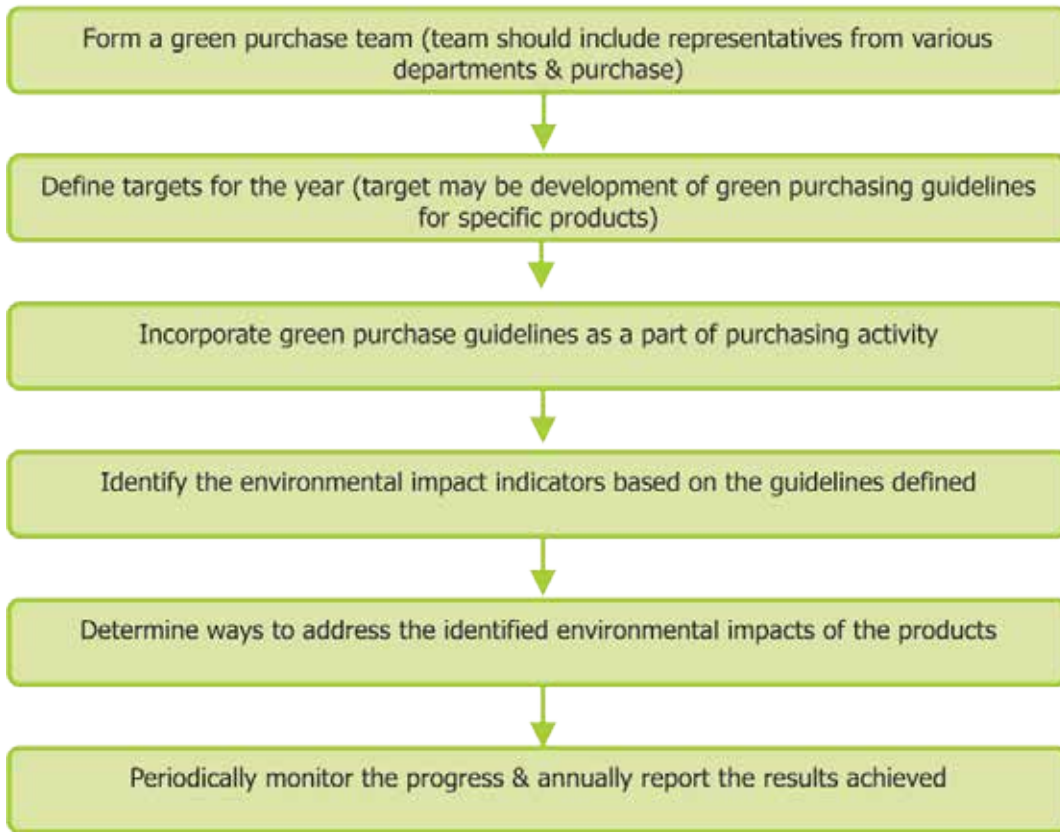 Form a green purchase team (team should include representatives from various
departments & purchase)
Define targets for the year (target may be development of green purchasing guidelines
for specific products)
Incorporate green purchase guidelines as a part of purchasing activity
Identify the environmental impact indicators based on the guidelines defined
Determine ways to address the identified environmental impacts of the products
Periodically monitor the progress & annually report the results achieved